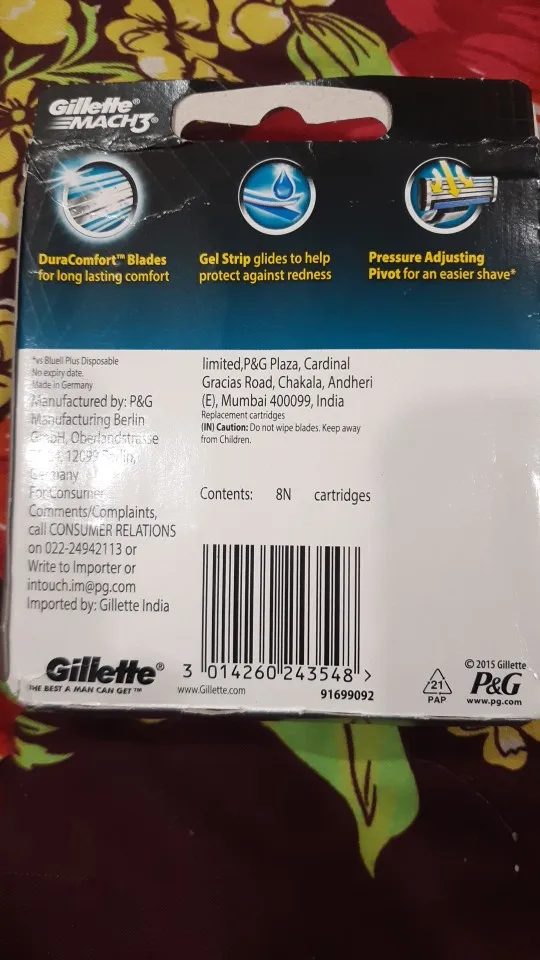 Gillette®
MACH3®
DuraComfort™ Blades
for long lasting comfort
Gel Strip glides to help
protect against redness
Pressure Adjusting
Pivot for an easier shave*
*vs BlueII Plus Disposable
No expiry date.
Made in Germany
Manufactured by: P&G
Manufacturing Berlin
GmbH, Oberlandstrasse
12099 Berlin,
Germany
For Consumer
Comments/Complaints,
call CONSUMER RELATIONS
on 022-24942113 or
Write to Importer or
intouch.im@pg.com
Imported by: Gillette India
limited,P&G Plaza, Cardinal
Gracias Road, Chakala, Andheri
(E), Mumbai 400099, India
Replacement cartridges
(IN) Caution: Do not wipe blades. Keep away
from Children.
Contents: 8N cartridges
3 014260 243548 >
Gillette®
THE BEST A MAN CAN GET™
www.Gillette.com
91699092
21
PAP
© 2015 Gillette
P&G
www.pg.com